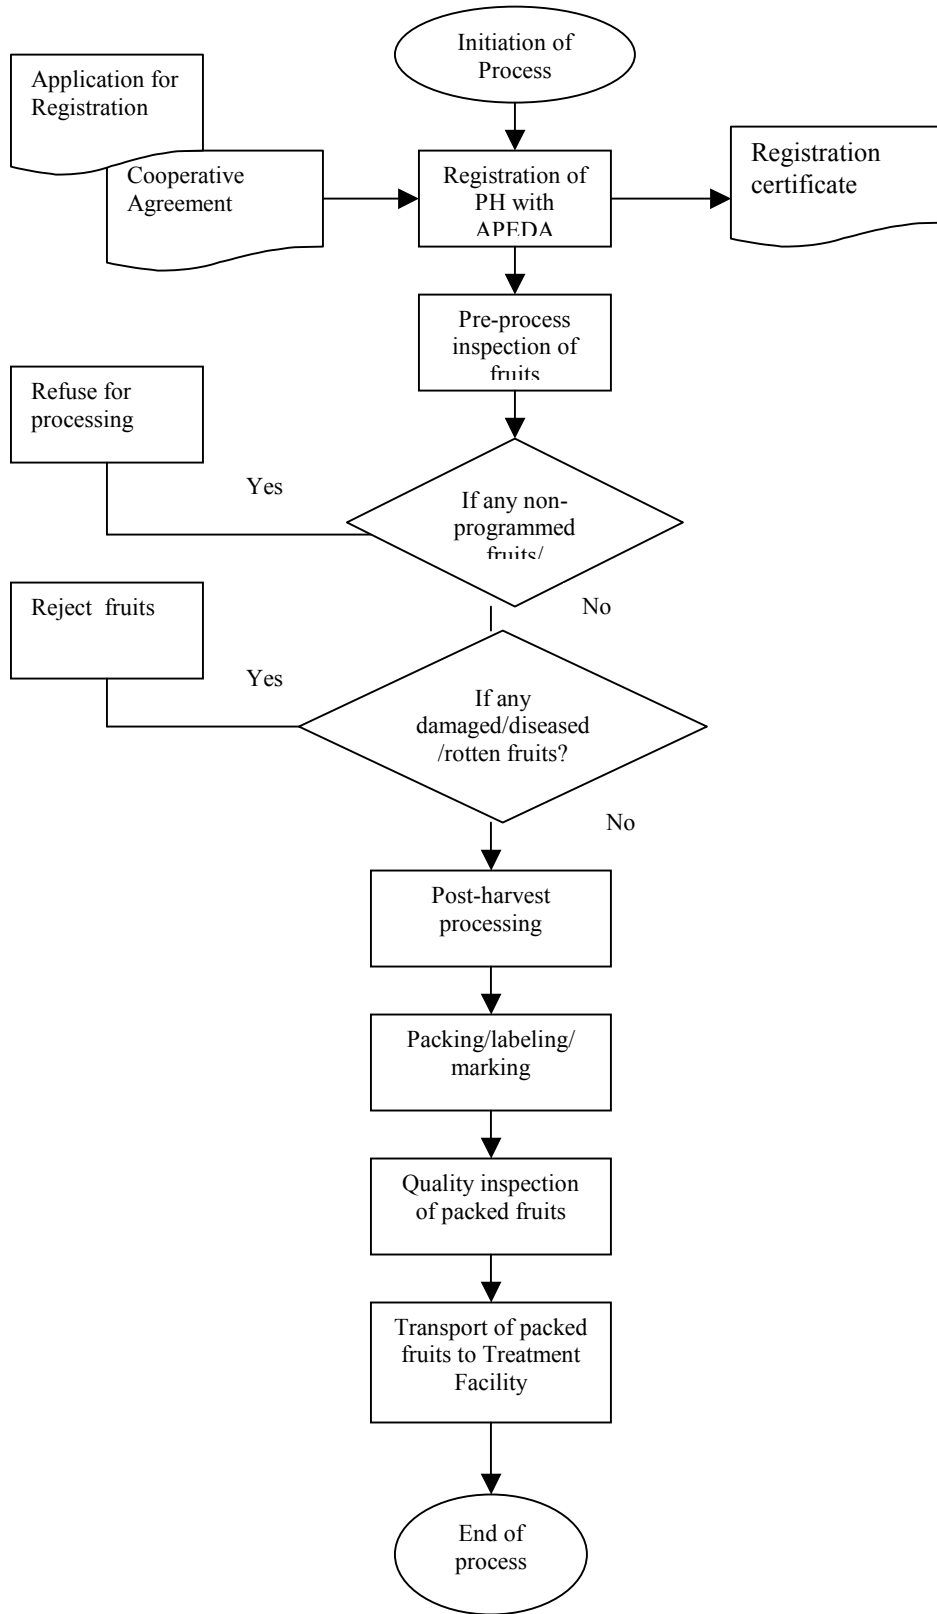 Initiation of
Process
Application for
Registration
Cooperative
Agreement
Registration of
PH with
APEDA
Registration
certificate
Pre-process
inspection of
fruits
Refuse for
processing
Yes
If any non-
programmed
fruits/
No
Reject  fruits
Yes
If any
damaged/diseased
/rotten fruits?
No
Post-harvest
processing
Packing/labeling/
marking
Quality inspection
of packed fruits
Transport of packed
fruits to Treatment
Facility
End of
process